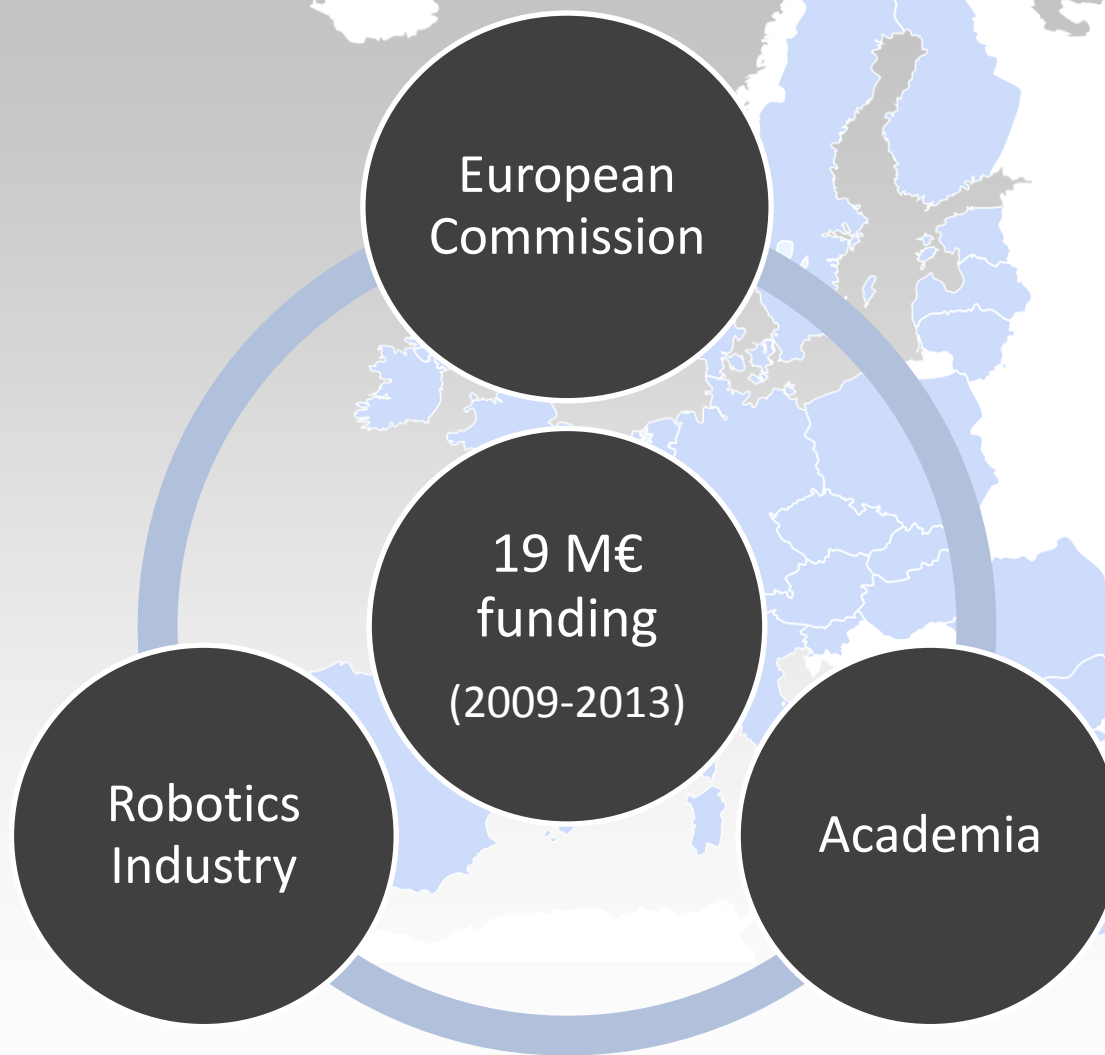 European
Commission
19 M€
funding
(2009-2013)
Robotics
Industry
Academia